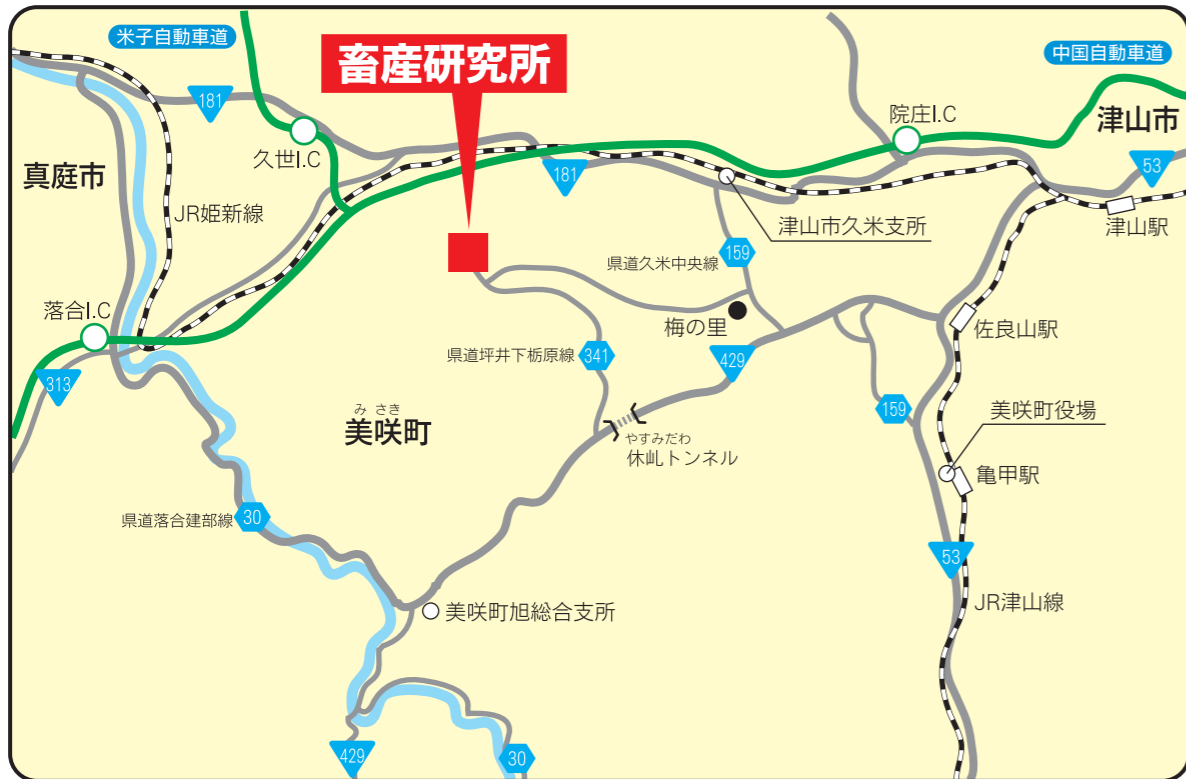 米子自動車道
畜産研究所
中国自動車道
181
院庄I.C
津山市
久世I.C
53
真庭市
181
JR姫新線
津山市久米支所
津山駅
159
県道久米中央線
落合I.C
梅の里
佐良山駅
県道坪井下栃原線
341
429
313
み さき
美咲町
159
美咲町役場
やすみだわ
休乢トンネル
亀甲駅
県道落合建部線
30
53
美咲町旭総合支所
JR津山線
429
30